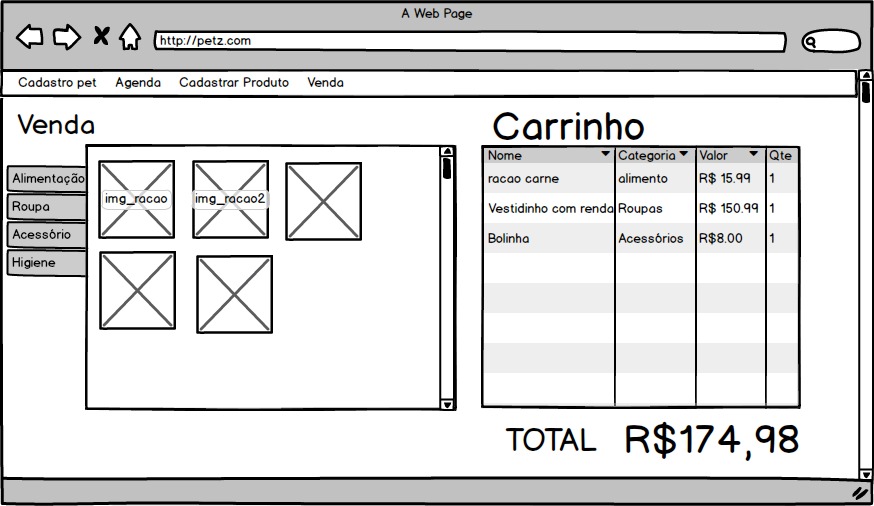 A Web Page
http://petz.com
Cadastro pet Agenda Cadastrar Produto Venda
Venda
Alimentação
Roupa
Acessório
Higiene
img_racao img_racao2
Carrinho
Nome Categoria Valor Qte
racao carne alimento R$ 15.99 1
Vestidinho com renda Roupas R$ 150.99 1
Bolinha Acessórios R$8.00 1
TOTAL R$174,98